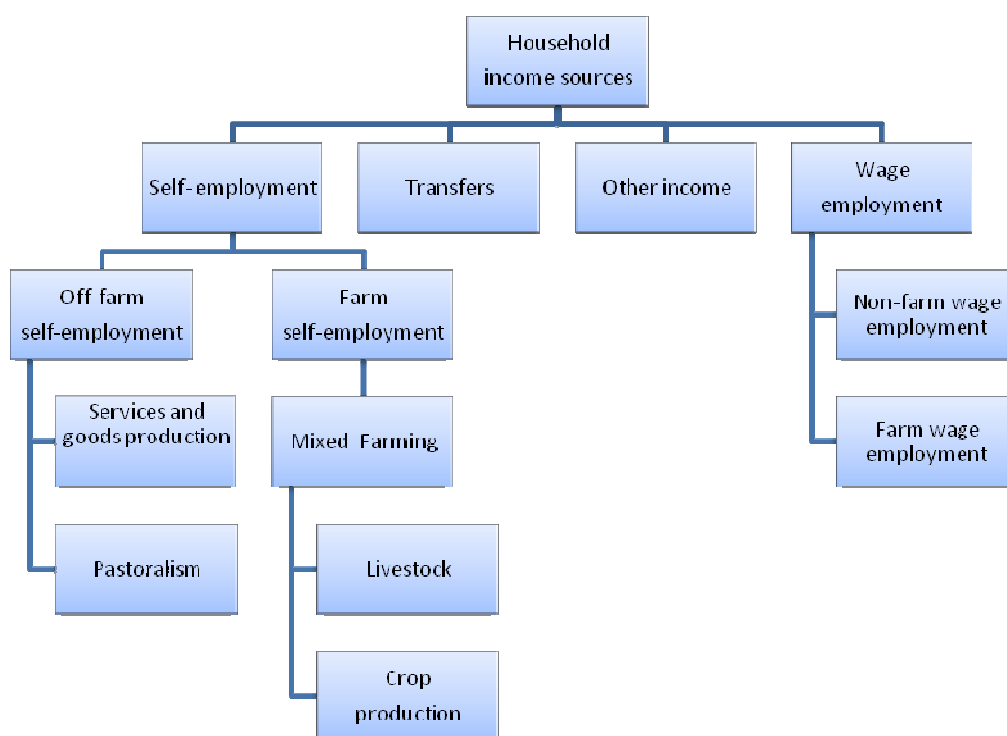 Household
income sources
Self-employment
Transfers
Other income
Wage
employment
Off farm
self-employment
Farm
self-employment
Non-farm wage
employment
Services and
goods production
Mixed Farming
Farm wage
employment
Pastoralism
Livestock
Crop
production